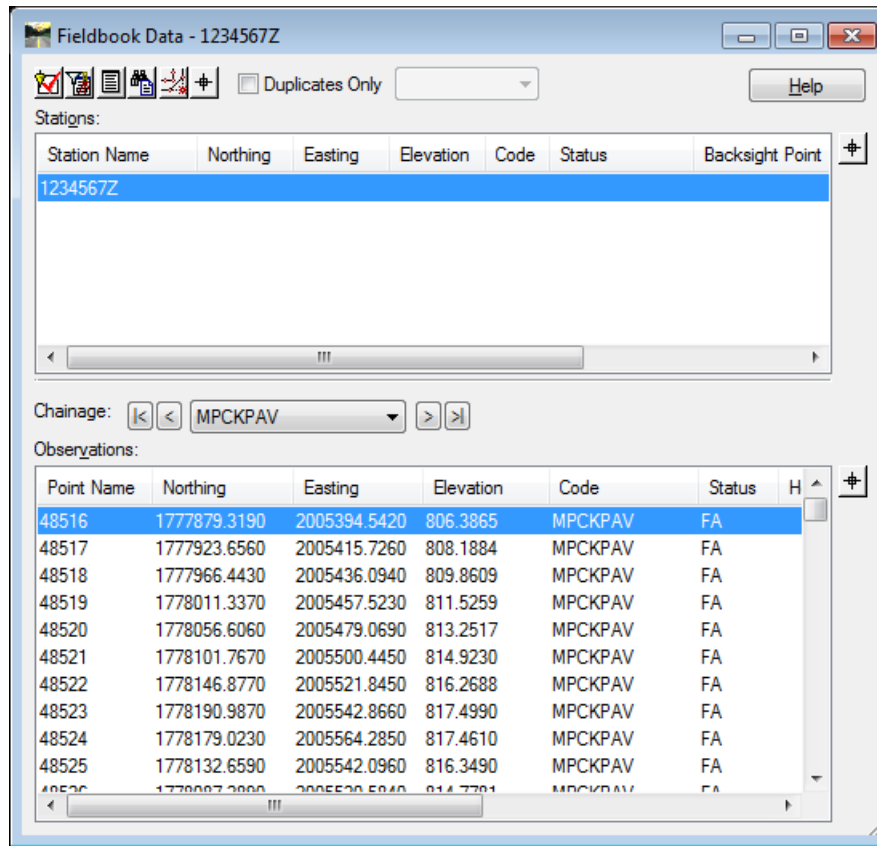 Fieldbook Data - 1234567Z
Duplicates Only
Help
Stations:
Station Name Northing Easting Elevation Code Status Backsight Point
1234567Z
Chainage: |< < MPCKPAV > >|
Observations:
Point Name Northing Easting Elevation Code Status H
48516 1777879.3190 2005394.5420 806.3865 MPCKPAV FA
48517 1777923.6560 2005415.7260 808.1884 MPCKPAV FA
48518 1777966.4430 2005436.0940 809.8609 MPCKPAV FA
48519 1778011.3370 2005457.5230 811.5259 MPCKPAV FA
48520 1778056.6060 2005479.0690 813.2517 MPCKPAV FA
48521 1778101.7670 2005500.4450 814.9230 MPCKPAV FA
48522 1778146.8770 2005521.8450 816.2688 MPCKPAV FA
48523 1778190.9870 2005542.8660 817.4990 MPCKPAV FA
48524 1778179.0230 2005564.2850 817.4610 MPCKPAV FA
48525 1778132.6590 2005542.0960 816.3490 MPCKPAV FA